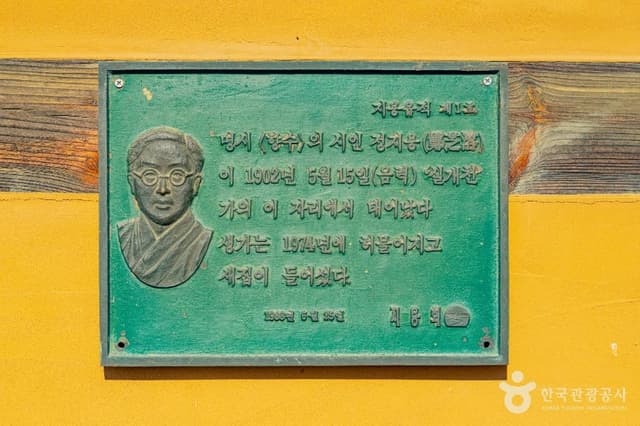 지용유적 제1호
명시 〈향수〉의 시인 정지용(鄭芝溶)
이 1902년 5월 15일(음력) '실개천'
가의 이 자리에서 태어났다
생가는 1974년에 허물어지고
새집이 들어섰다.
1988년 5월 15일
지용회
한국관광공사